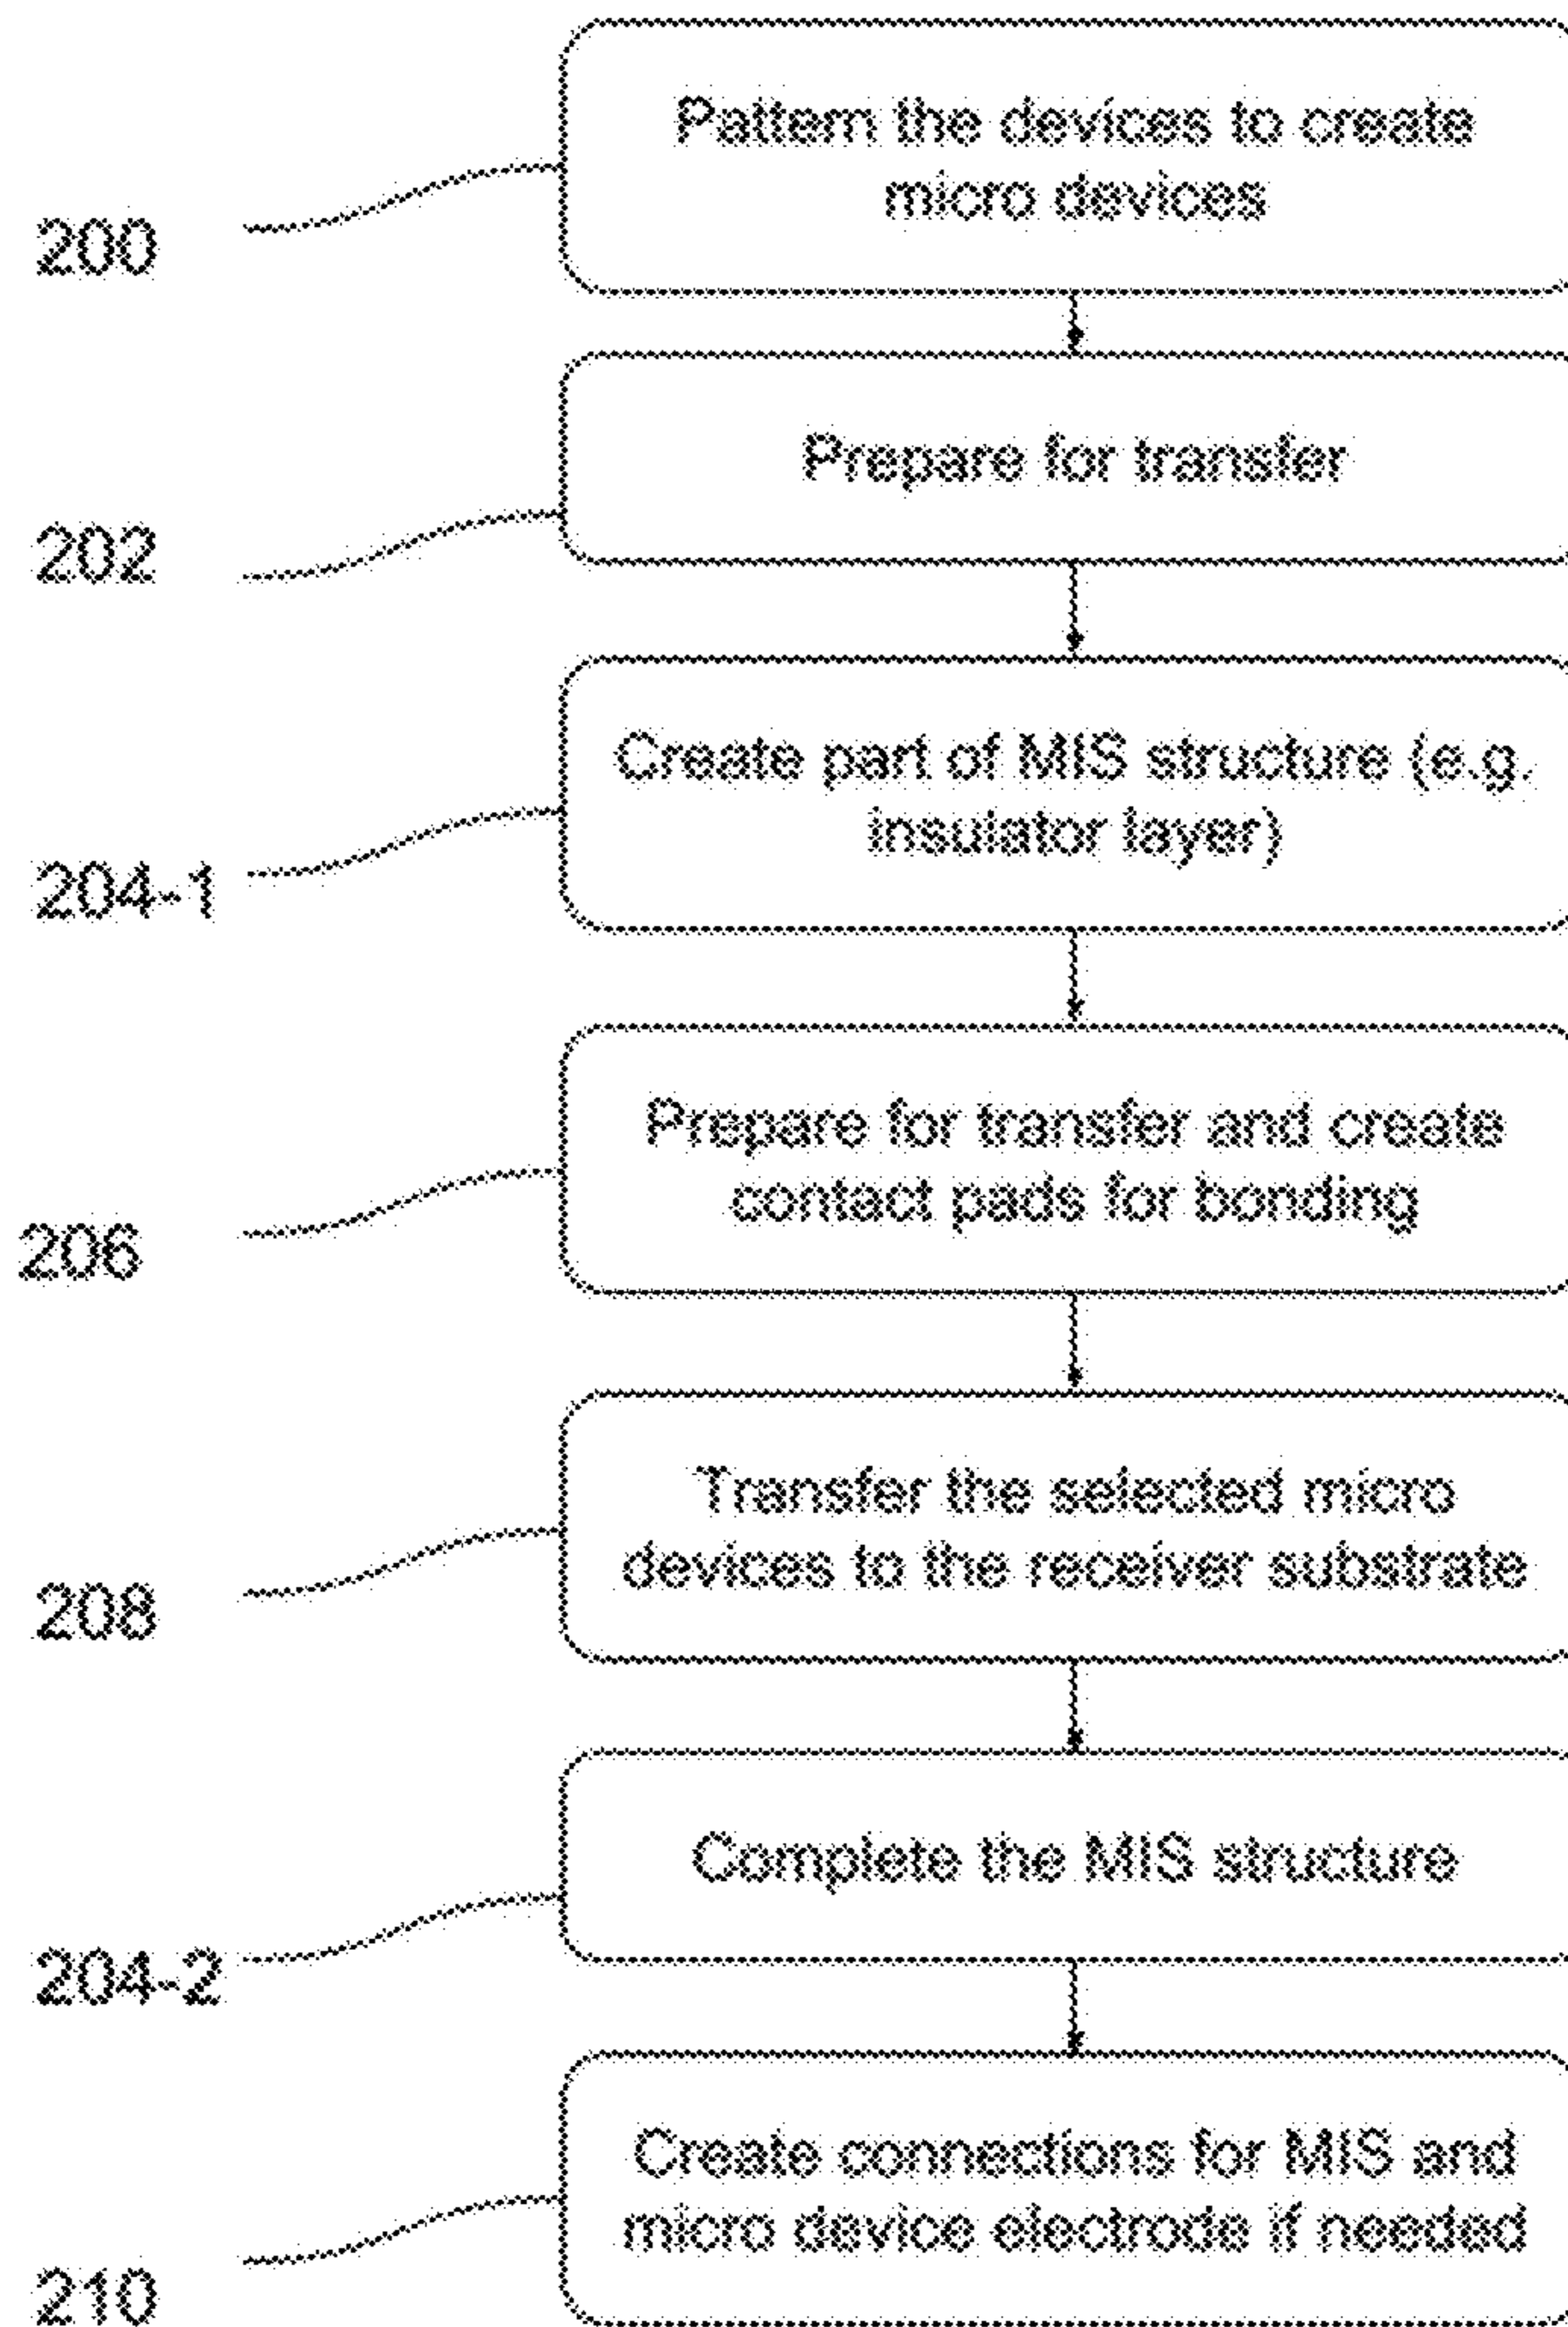 Pattern the devices to create
micro devices
200
Prepare for transfer
202
Create part of MIS structure (e.g.
insulator layer)
204-1
Prepare for transfer and create
contact pads for bonding
206
Transfer the selected micro
devices to the receiver substrate
208
Complete the MIS structure
204-2
Create connections for MIS and
micro device electrode if needed
210